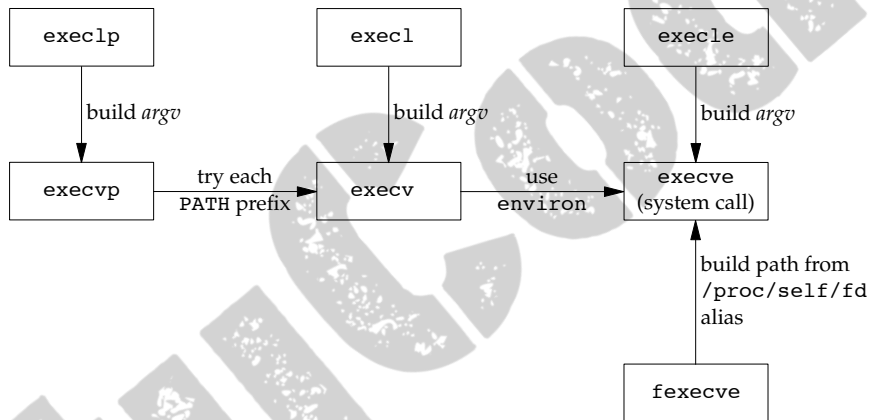 execlp
execl
execle
build argv
build argv
build argv
execvp
try each
PATH prefix
execv
use
environ
execve
(system call)
build path from
/proc/self/fd
alias
fexecve